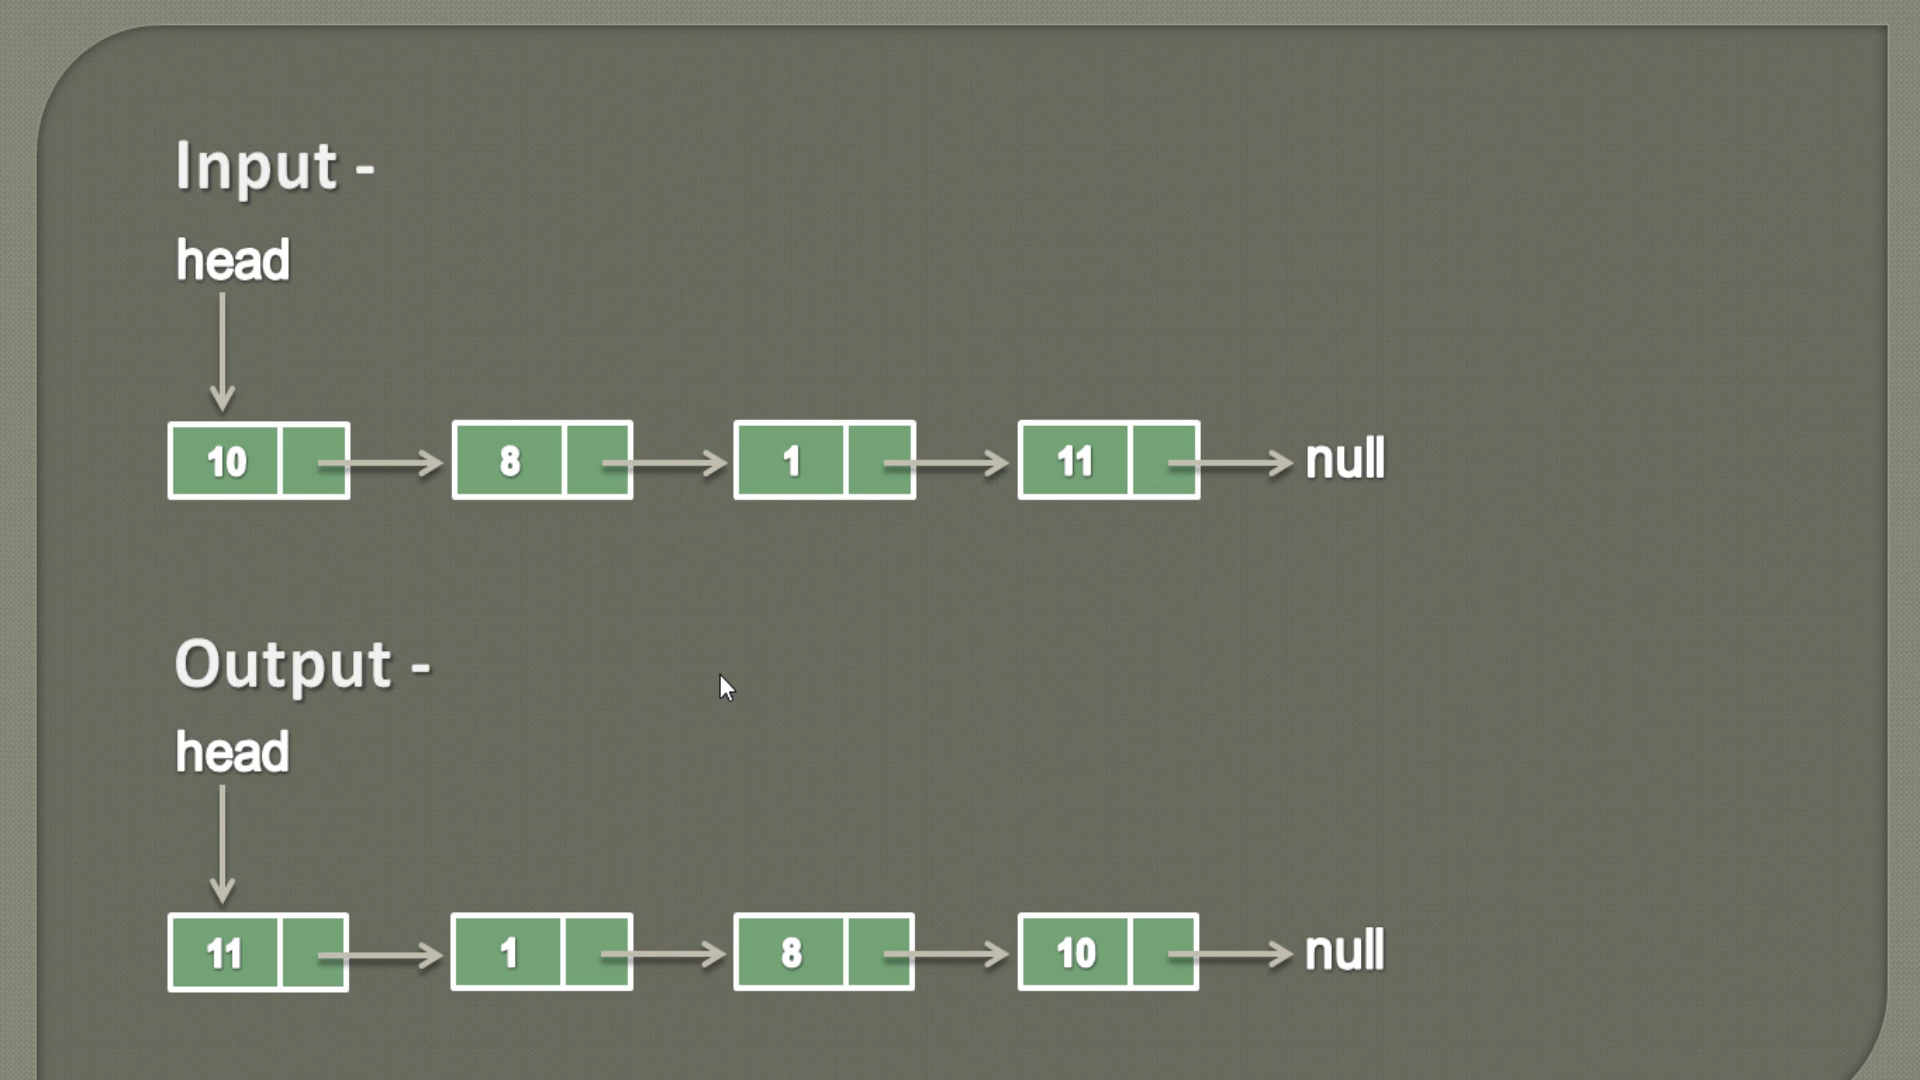 Input -
head
10 8 1 11 null
Output -
head
11 1 8 10 null